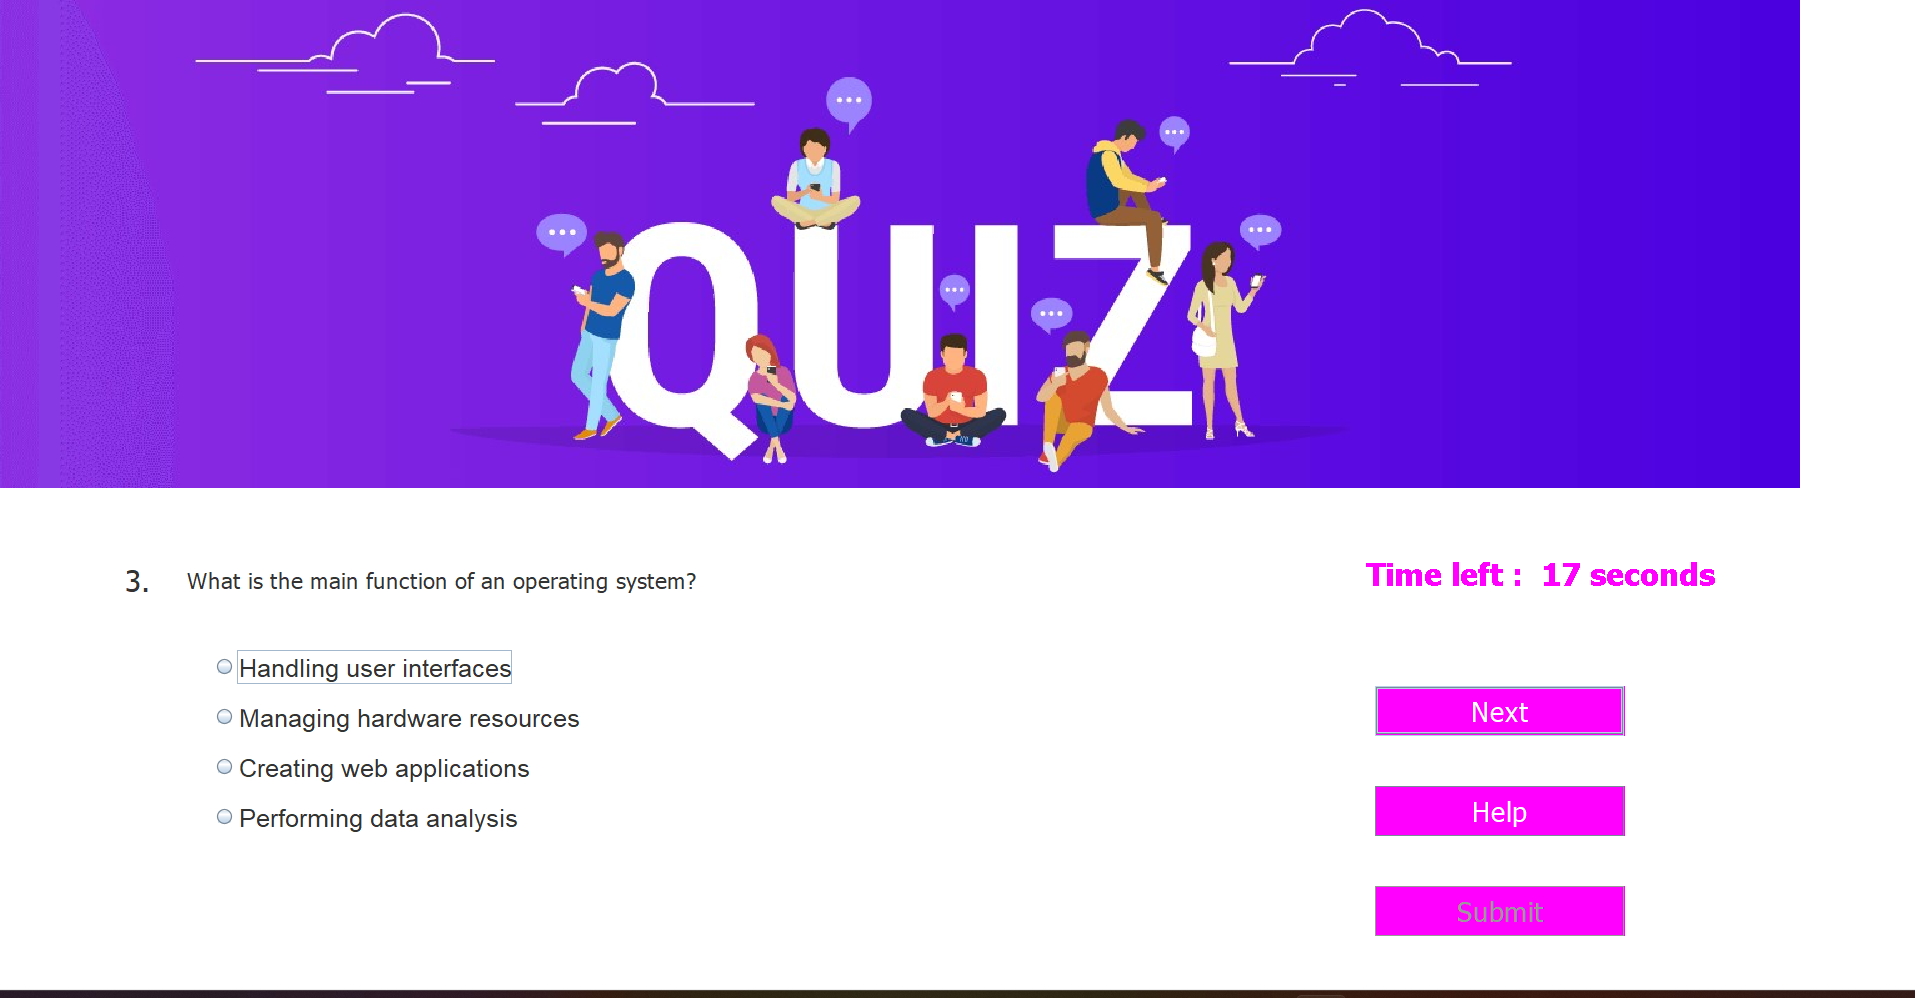 QUIZ
3. What is the main function of an operating system?
Time left : 17 seconds
Handling user interfaces
Managing hardware resources
Creating web applications
Performing data analysis
Next
Help
Submit